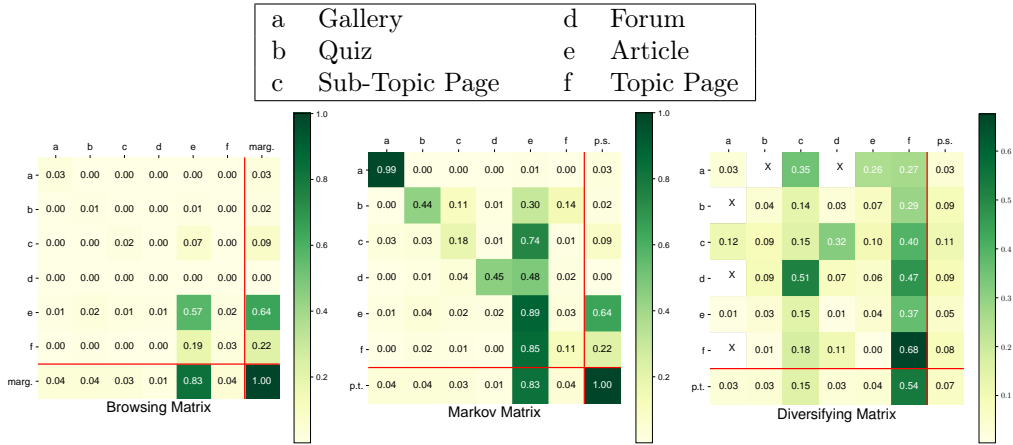 a Gallery d Forum
b Quiz e Article
c Sub-Topic Page f Topic Page
a b c d e f marg.
a 0.03 0.00 0.00 0.00 0.00 0.00 0.03
b 0.00 0.01 0.00 0.00 0.01 0.00 0.02
c 0.00 0.00 0.02 0.00 0.07 0.00 0.09
d 0.00 0.00 0.00 0.00 0.00 0.00 0.00
e 0.01 0.02 0.01 0.01 0.57 0.02 0.64
f 0.00 0.00 0.00 0.00 0.19 0.03 0.22
marg. 0.04 0.04 0.03 0.01 0.83 0.04 1.00
Browsing Matrix
1.0
0.8
0.6
0.4
0.2
a b c d e f p.s.
a 0.99 0.00 0.00 0.00 0.01 0.00 0.03
b 0.00 0.44 0.11 0.01 0.30 0.14 0.02
c 0.03 0.03 0.18 0.01 0.74 0.01 0.09
d 0.00 0.01 0.04 0.45 0.48 0.02 0.00
e 0.01 0.04 0.02 0.02 0.89 0.03 0.64
f 0.00 0.02 0.01 0.00 0.85 0.11 0.22
p.t. 0.04 0.04 0.03 0.01 0.83 0.04 1.00
Markov Matrix
1.0
0.8
0.6
0.4
0.2
a b c d e f p.s.
a 0.03 X 0.35 X 0.26 0.27 0.03
b X 0.04 0.14 0.03 0.07 0.29 0.09
c 0.12 0.09 0.15 0.32 0.10 0.40 0.11
d X 0.09 0.51 0.07 0.06 0.47 0.09
e 0.01 0.03 0.15 0.01 0.04 0.37 0.05
f X 0.01 0.18 0.11 0.00 0.68 0.08
p.t. 0.03 0.03 0.15 0.03 0.04 0.54 0.07
Diversifying Matrix
0.6
0.5
0.4
0.3
0.2
0.1